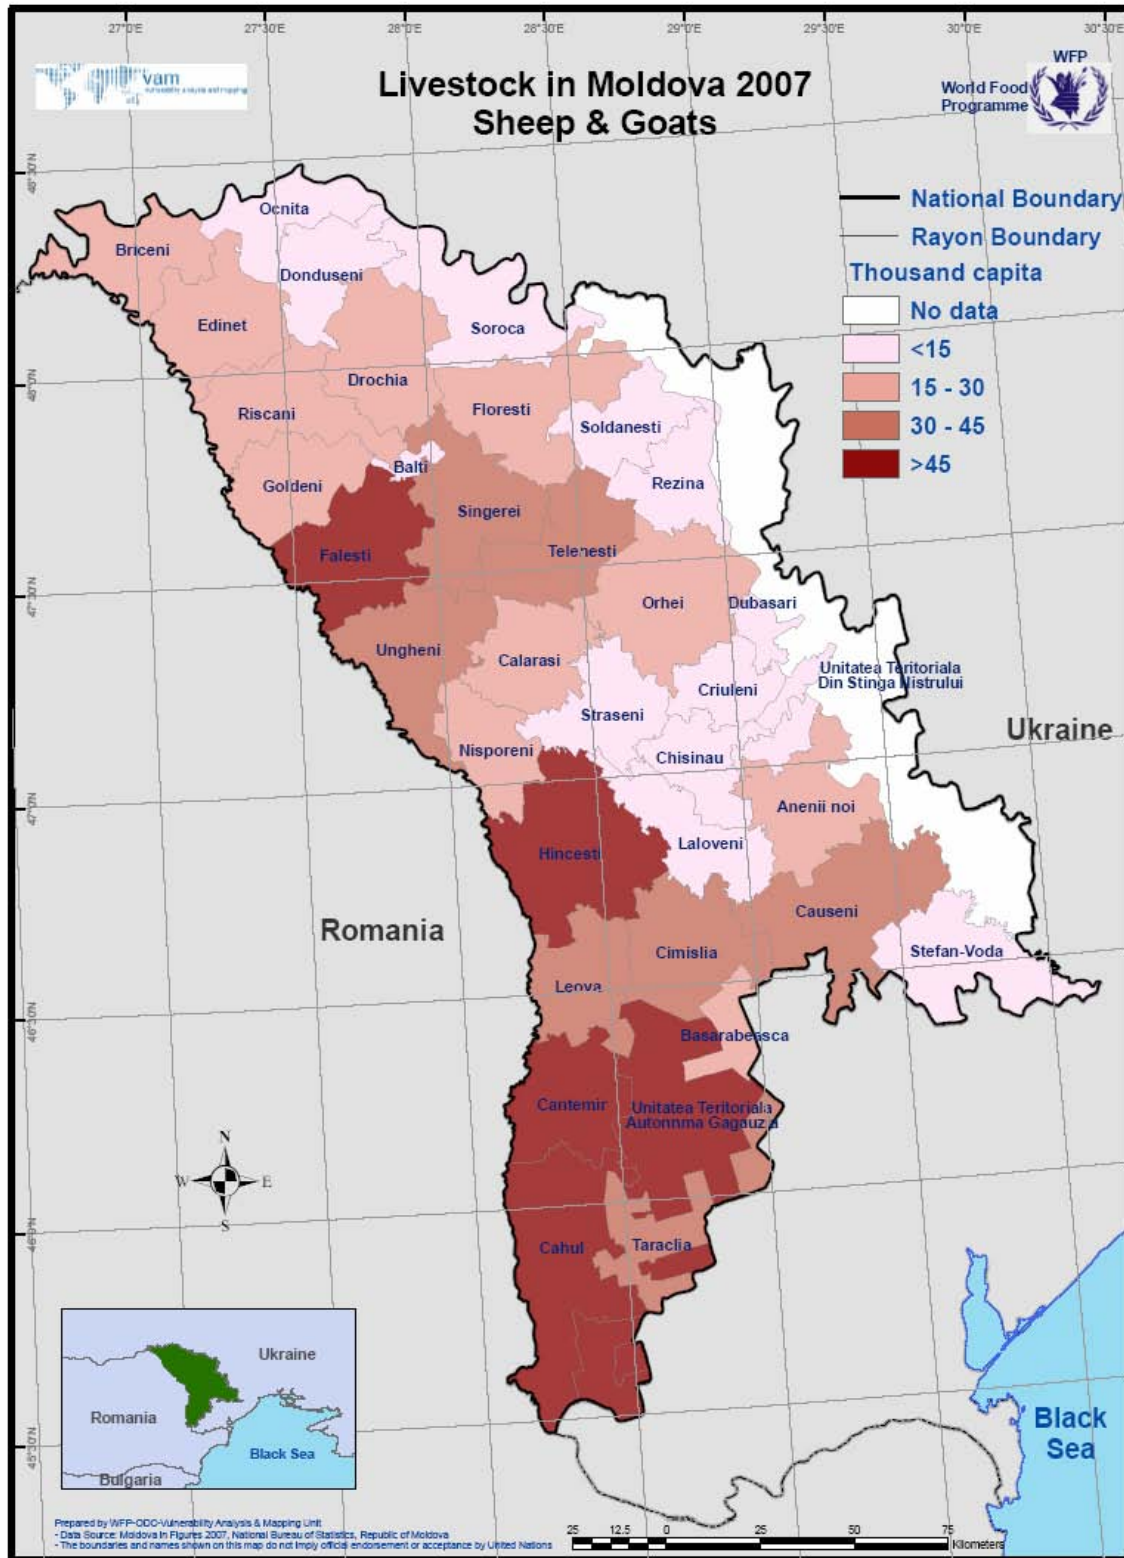 27°0'E 27°30'E 28°0'E 28°30'E 29°0'E 29°30'E 30°0'E 30°30'E
vam
vulnerability analysis and mapping
Livestock in Moldova 2007
Sheep & Goats
WFP
World Food
Programme
48°30'N
National Boundary
Rayon Boundary
Thousand capita
No data
<15
15 - 30
30 - 45
>45
Ocnita
Briceni
Donduseni
Edinet
Soroca
48°0'N
Drochia
Riscani
Floresti
Soldanesti
Balti
Goldeni
Rezina
Singerei
Falesti
Telenesti
47°30'N
Orhei
Dubasari
Ungheni
Calarasi
Unitatea Teritoriala
Din Stinga Nistrului
Criuleni
Straseni
Ukraine
Nisporeni
Chisinau
47°0'N
Anenii noi
Laloveni
Hincesti
Causeni
Romania
Cimislia
Stefan-Voda
Leova
46°30'N
Basarabeasca
Cantemir
Unitatea Teritoriala
Autonnma Gagauzia
N
W E
S
46°0'N
Cahul
Taraclia
Ukraine
Romania
Black Sea
Bulgaria
45°30'N
Black
Sea
Prepared by WFP-ODC-Vulnerability Analysis & Mapping Unit
- Data Source: Moldova in Figures 2007, National Bureau of Statistics, Republic of Moldova
- The boundaries and names shown on this map do not imply official endorsement or acceptance by United Nations
25 12.5 0 25 50 75
Kilometers